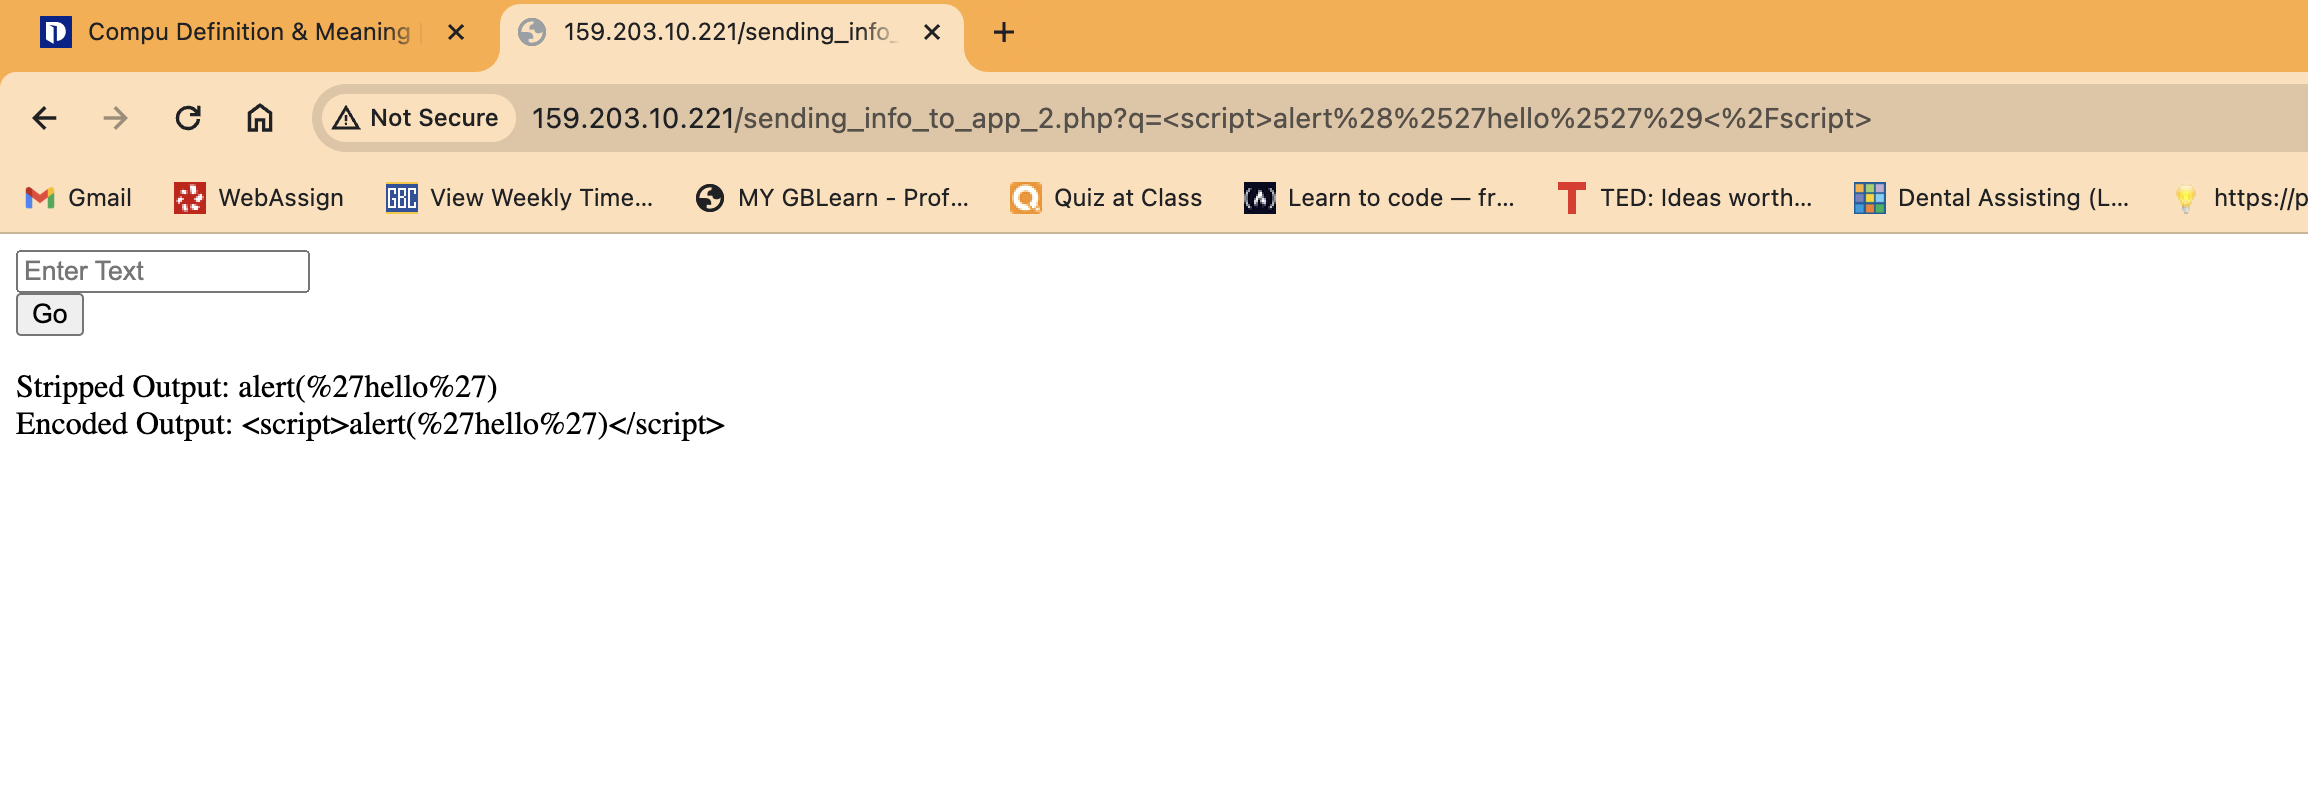 Compu Definition & Meaning
159.203.10.221/sending_info_
Not Secure
159.203.10.221/sending_info_to_app_2.php?q=<script>alert%28%2527hello%2527%29<%2Fscript>
Gmail
WebAssign
GBC
View Weekly Time...
MY GBLearn - Prof...
Quiz at Class
Learn to code — fr...
TED: Ideas worth...
Dental Assisting (L...
https://p
Enter Text
Go
Stripped Output: alert(%27hello%27)
Encoded Output: <script>alert(%27hello%27)</script>